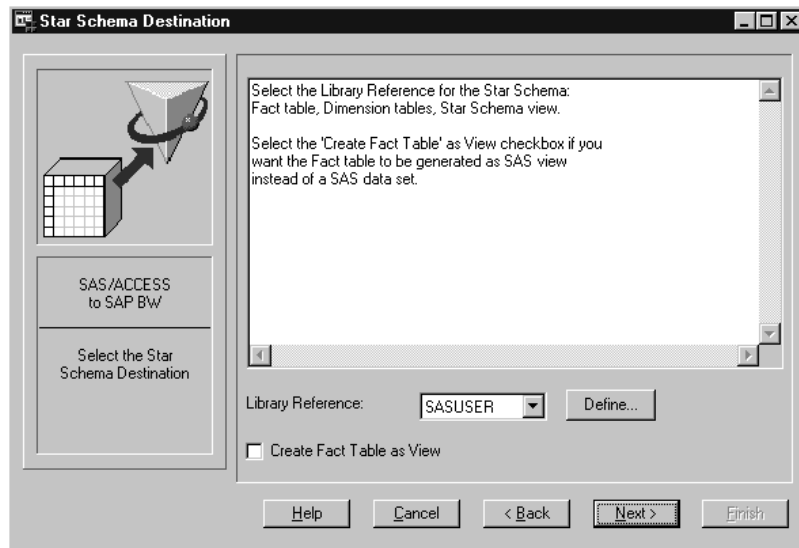 Star Schema Destination
Select the Library Reference for the Star Schema:
Fact table, Dimension tables, Star Schema view.
Select the 'Create Fact Table' as View checkbox if you
want the Fact table to be generated as SAS view
instead of a SAS data set.
SAS/ACCESS
to SAP BW
Select the Star
Schema Destination
Library Reference: SASUSER Define...
Create Fact Table as View
Help Cancel < Back Next > Finish